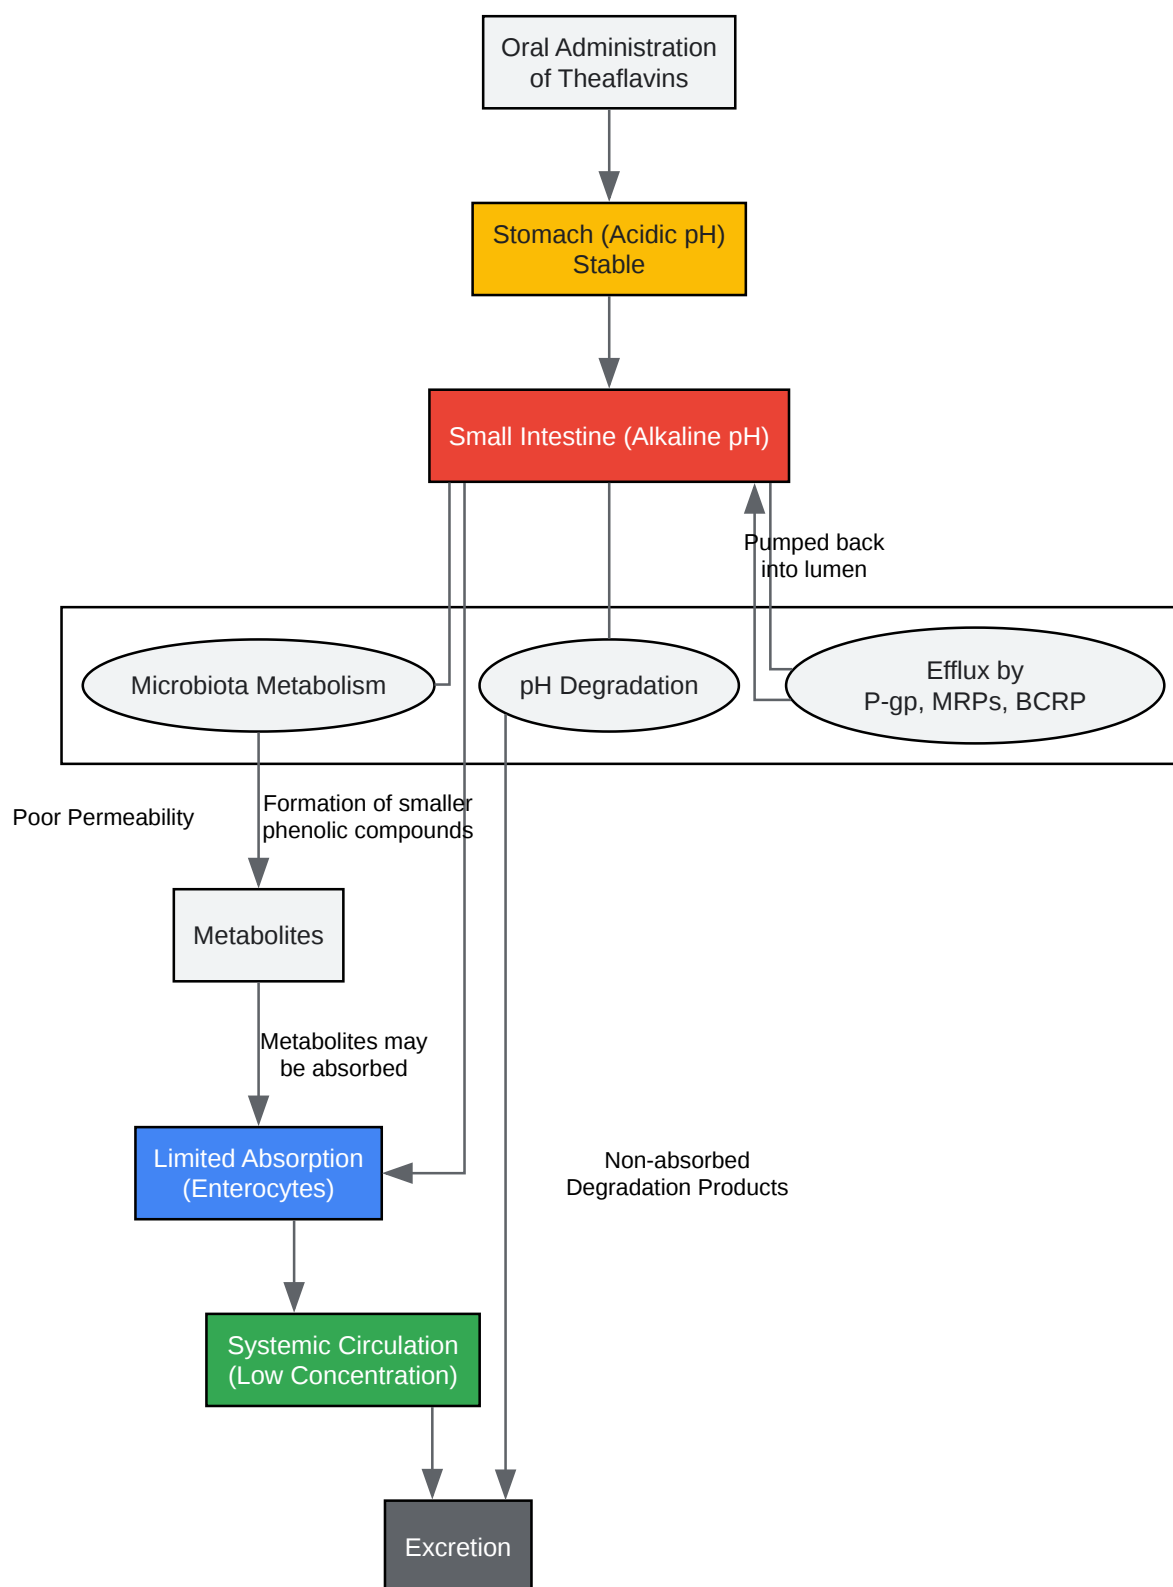 Oral Administration
of Theaflavins
Stomach (Acidic pH)
Stable
Small Intestine (Alkaline pH)
Pumped back
into lumen
Microbiota Metabolism
pH Degradation
Efflux by
P-gp, MRPs, BCRP
Poor Permeability
Formation of smaller
phenolic compounds
Metabolites
Metabolites may
be absorbed
Limited Absorption
(Enterocytes)
Non-absorbed
Degradation Products
Systemic Circulation
(Low Concentration)
Excretion